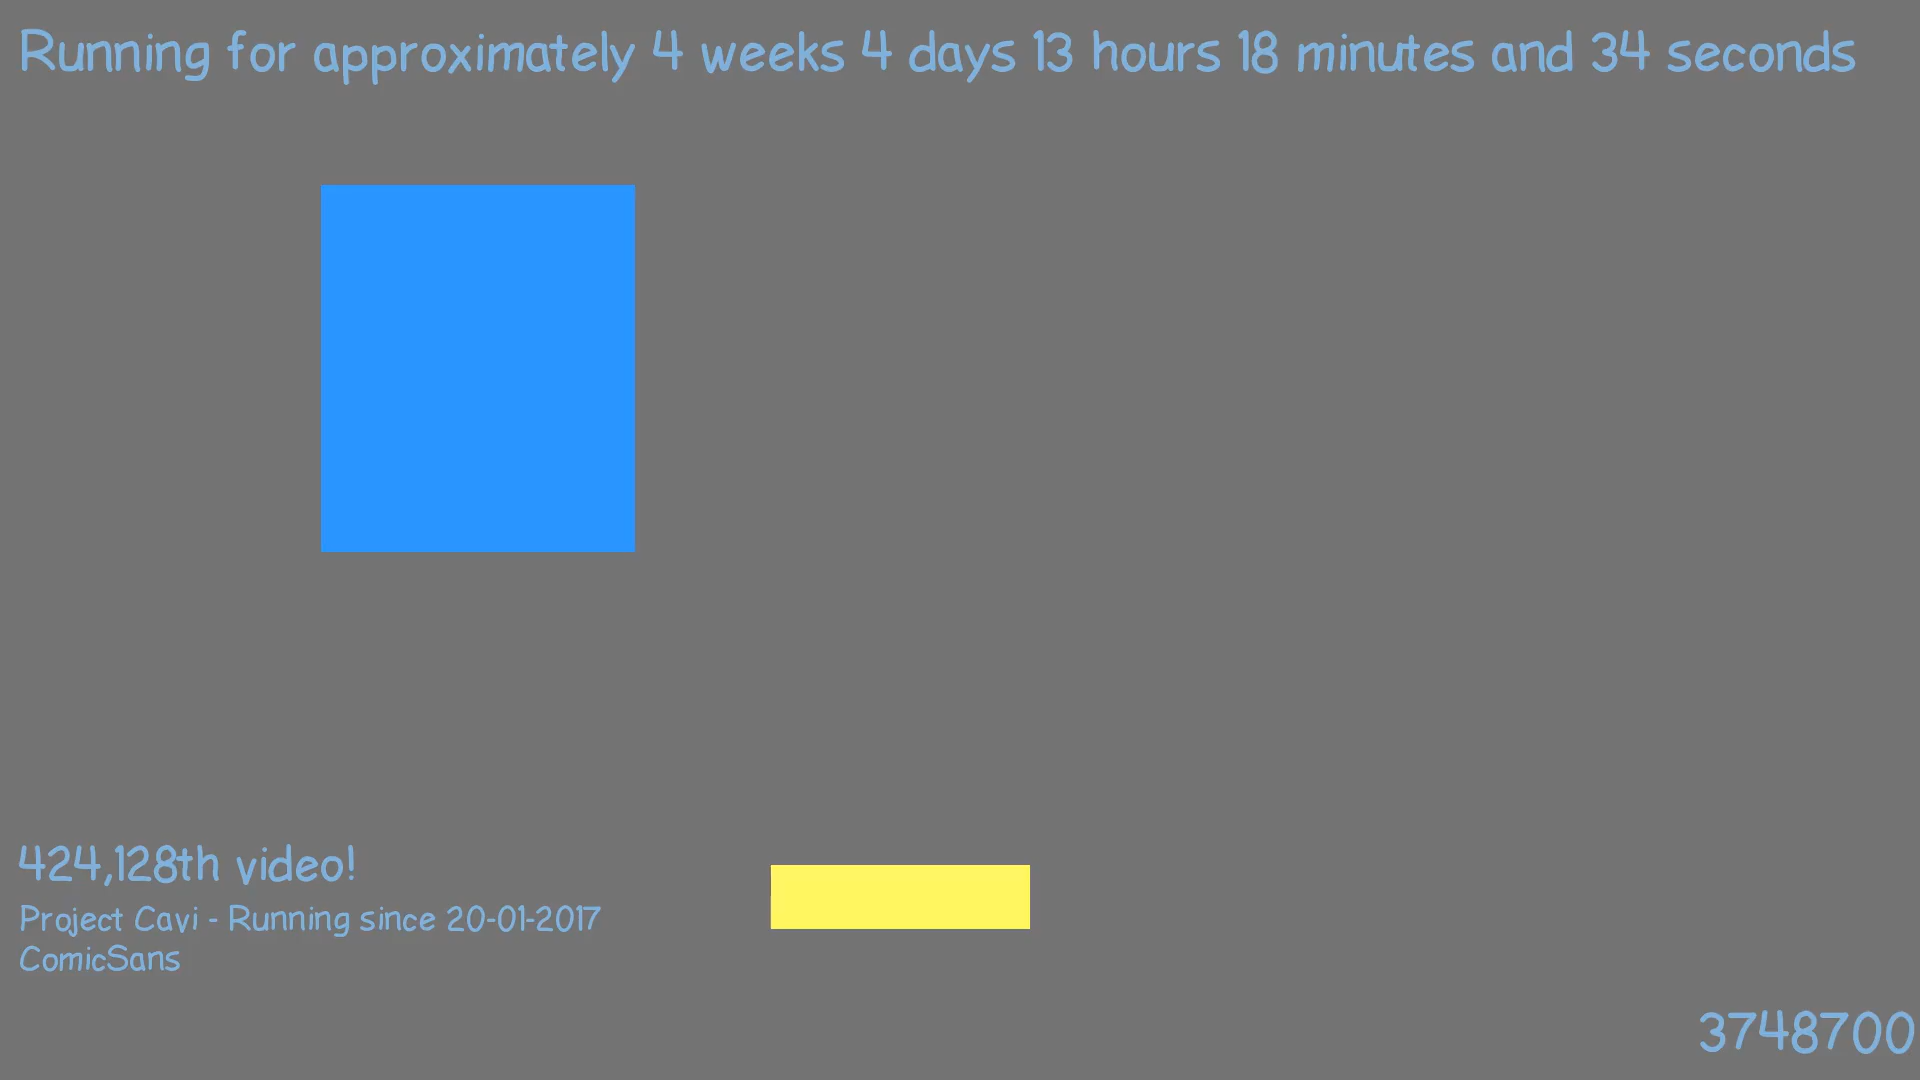 Running for approximately 4 weeks 4 days 13 hours 18 minutes and 34 seconds
424,128th video!
Project Cavi - Running since 20-01-2017
ComicSans
3748700